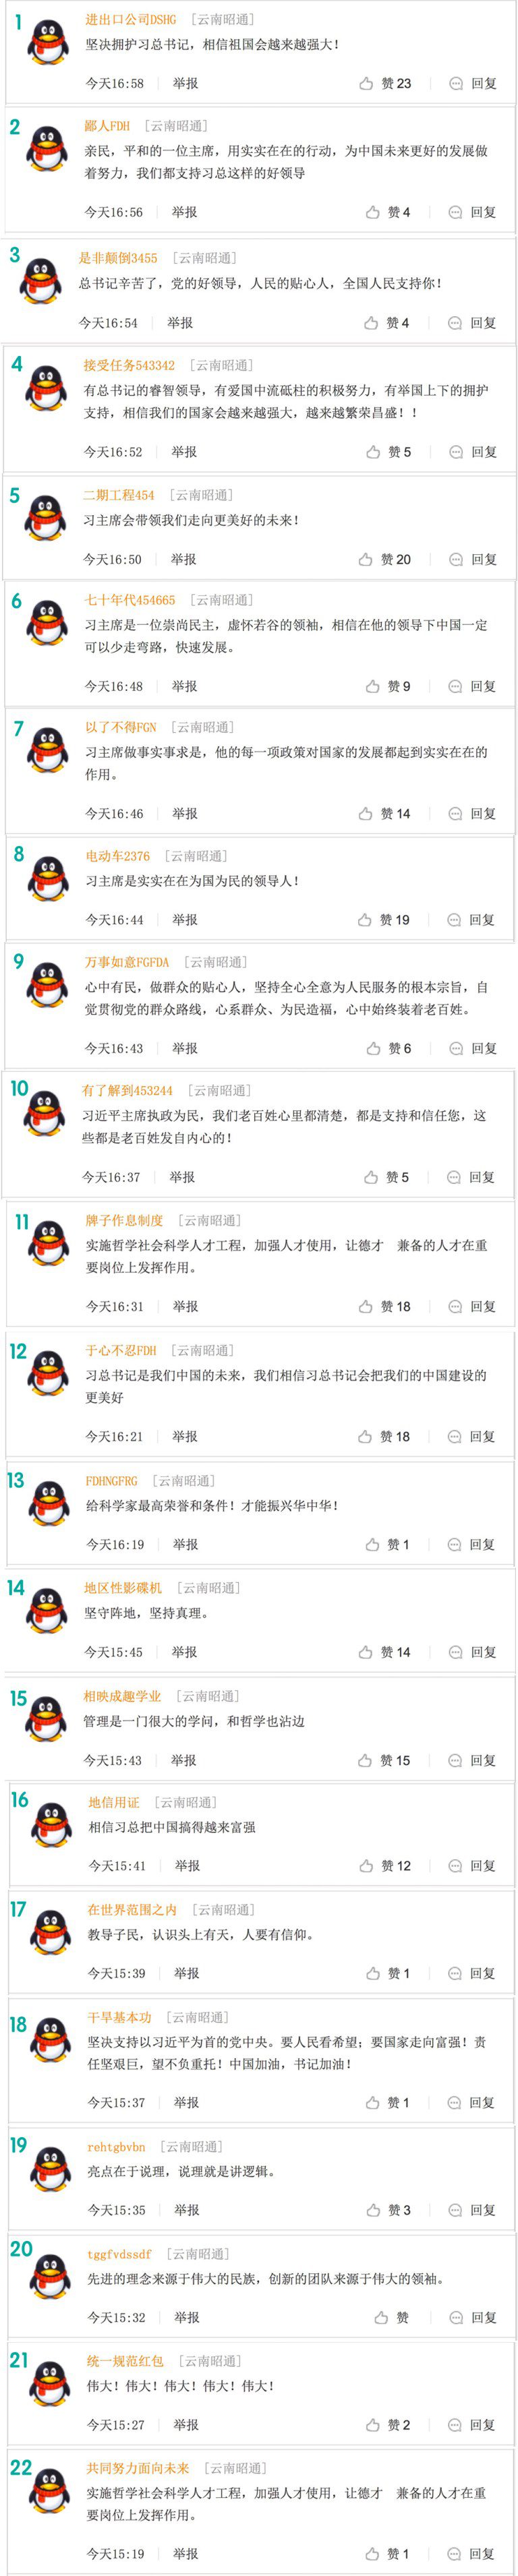 1 进出口公司DSHG [云南昭通]
坚决拥护习总书记，相信祖国会越来越强大！
今天16:58 举报 赞 23 回复
2 鄙人FDH [云南昭通]
亲民，平和的一位主席，用实实在在的行动，为中国未来更好的发展做
着努力，我们都支持习总这样的好领导
今天16:56 举报 赞 4 回复
3 是非颠倒3455 [云南昭通]
总书记辛苦了，党的好领导，人民的贴心人，全国人民支持你！
今天16:54 举报 赞 4 回复
4 接受任务543342 [云南昭通]
有总书记的睿智领导，有爱国中流砥柱的积极努力，有举国上下的拥护
支持，相信我们的国家会越来越强大，越来越繁荣昌盛！！
今天16:52 举报 赞 5 回复
5 二期工程454 [云南昭通]
习主席会带领我们走向更美好的未来！
今天16:50 举报 赞 20 回复
6 七十年代454665 [云南昭通]
习主席是一位崇尚民主，虚怀若谷的领袖，相信在他的领导下中国一定
可以少走弯路，快速发展。
今天16:48 举报 赞 9 回复
7 以了不得FGN [云南昭通]
习主席做事实事求是，他的每一项政策对国家的发展都起到实实在在的
作用。
今天16:46 举报 赞 14 回复
8 电动车2376 [云南昭通]
习主席是实实在在为国为民的领导人！
今天16:44 举报 赞 19 回复
9 万事如意FGFDA [云南昭通]
心中有民，做群众的贴心人，坚持全心全意为人民服务的根本宗旨，自
觉贯彻党的群众路线，心系群众、为民造福，心中始终装着老百姓。
今天16:43 举报 赞 6 回复
10 有了解到453244 [云南昭通]
习近平主席执政为民，我们老百姓心里都清楚，都是支持和信任您，这
些都是老百姓发自内心的！
今天16:37 举报 赞 5 回复
11 牌子作息制度 [云南昭通]
实施哲学社会科学人才工程，加强人才使用，让德才 兼备的人才在重
要岗位上发挥作用。
今天16:31 举报 赞 18 回复
12 于心不忍FDH [云南昭通]
习总书记是我们中国的未来，我们相信习总书记会把我们的中国建设的
更美好
今天16:21 举报 赞 18 回复
13 FDHNGFRG [云南昭通]
给科学家最高荣誉和条件！才能振兴华中华！
今天16:19 举报 赞 1 回复
14 地区性影碟机 [云南昭通]
坚守阵地，坚持真理。
今天15:45 举报 赞 14 回复
15 相映成趣学业 [云南昭通]
管理是一门很大的学问，和哲学也沾边
今天15:43 举报 赞 15 回复
16 地信用证 [云南昭通]
相信习总把中国搞得越来富强
今天15:41 举报 赞 12 回复
17 在世界范围之内 [云南昭通]
教导子民，认识头上有天，人要有信仰。
今天15:39 举报 赞 1 回复
18 干旱基本功 [云南昭通]
坚决支持以习近平为首的党中央。要人民看希望；要国家走向富强！责
任坚艰巨，望不负重托！中国加油，书记加油！
今天15:37 举报 赞 1 回复
19 rehtgbvbn [云南昭通]
亮点在于说理，说理就是讲逻辑。
今天15:35 举报 赞 3 回复
20 tggfvdssdf [云南昭通]
先进的理念来源于伟大的民族，创新的团队来源于伟大的领袖。
今天15:32 举报 赞 回复
21 统一规范红包 [云南昭通]
伟大！伟大！伟大！伟大！伟大！
今天15:27 举报 赞 2 回复
22 共同努力面向未来 [云南昭通]
实施哲学社会科学人才工程，加强人才使用，让德才 兼备的人才在重
要岗位上发挥作用。
今天15:19 举报 赞 1 回复